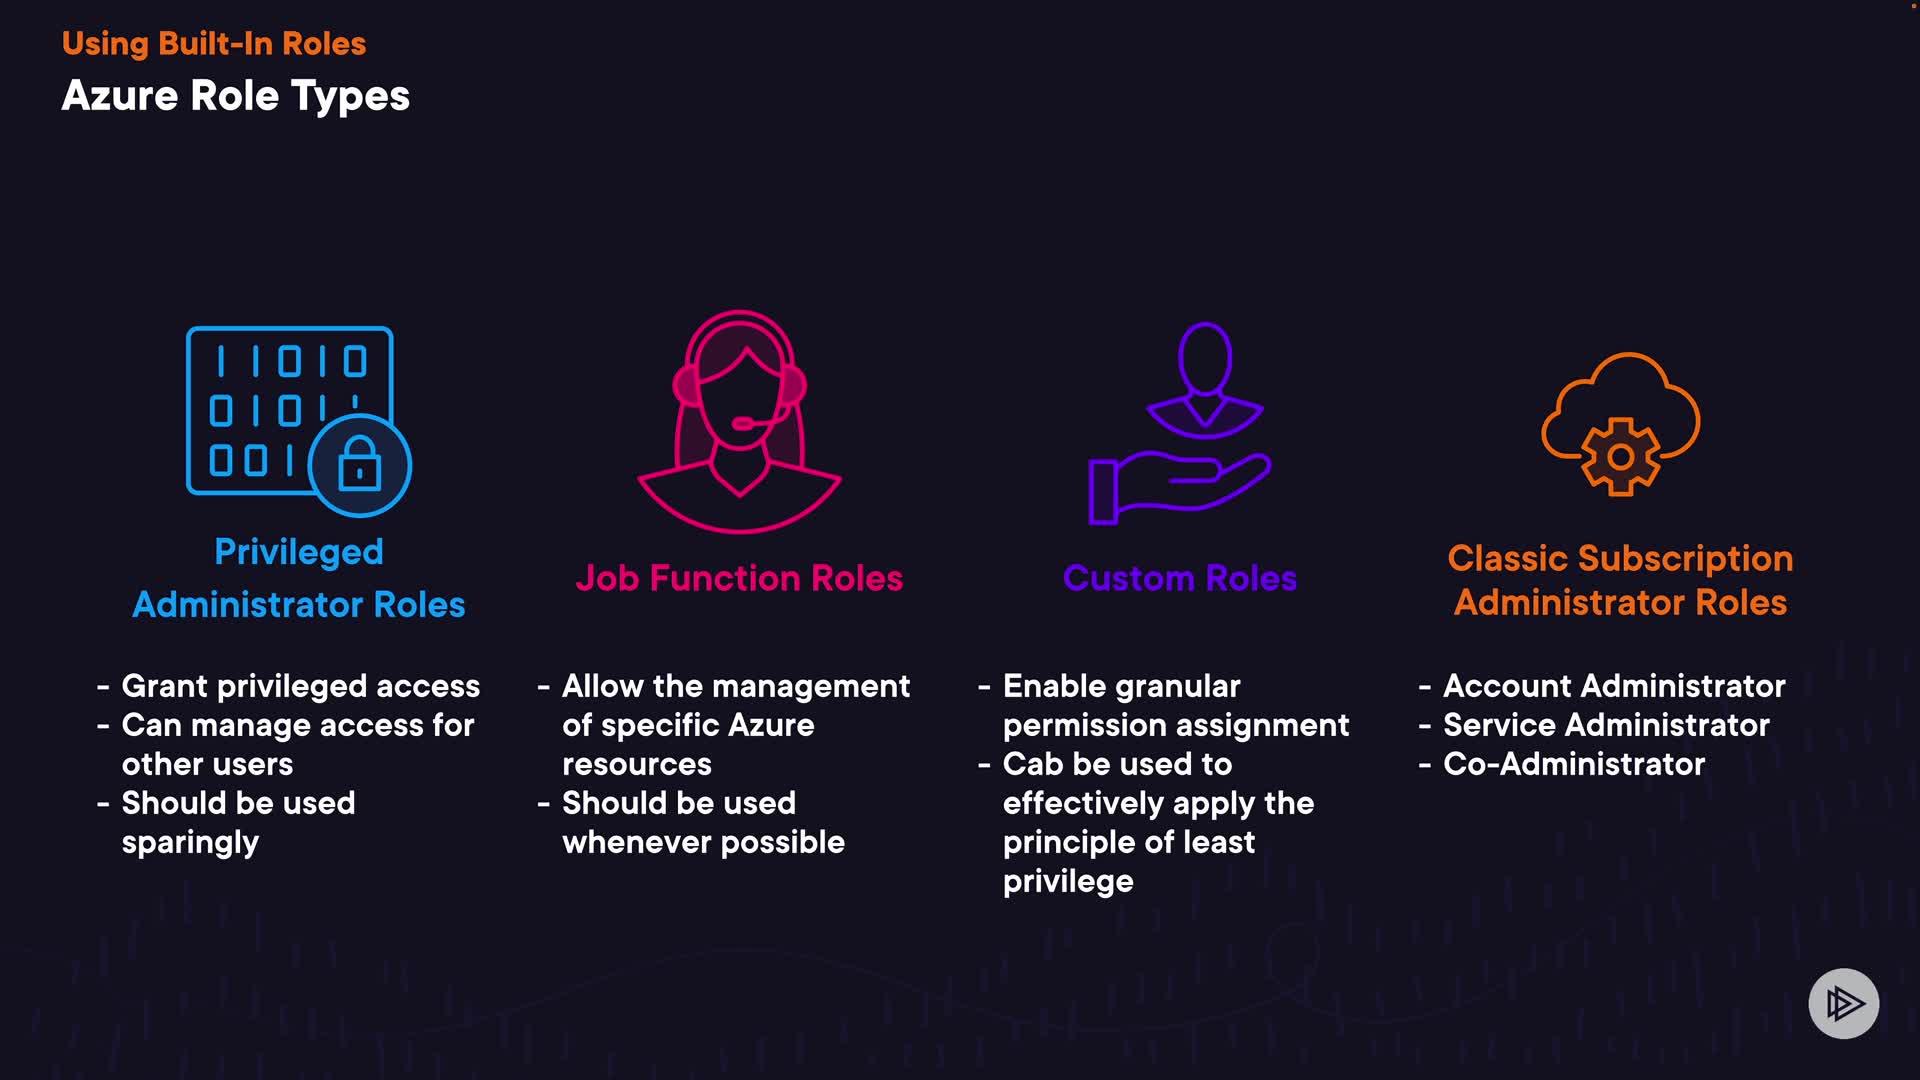 Using Built-In Roles
Azure Role Types
11010
0101
001
Privileged
Administrator Roles
- Grant privileged access
- Can manage access for
other users
- Should be used
sparingly
Job Function Roles
- Allow the management
of specific Azure
resources
- Should be used
whenever possible
Custom Roles
- Enable granular
permission assignment
- Cab be used to
effectively apply the
principle of least
privilege
Classic Subscription
Administrator Roles
- Account Administrator
- Service Administrator
- Co-Administrator